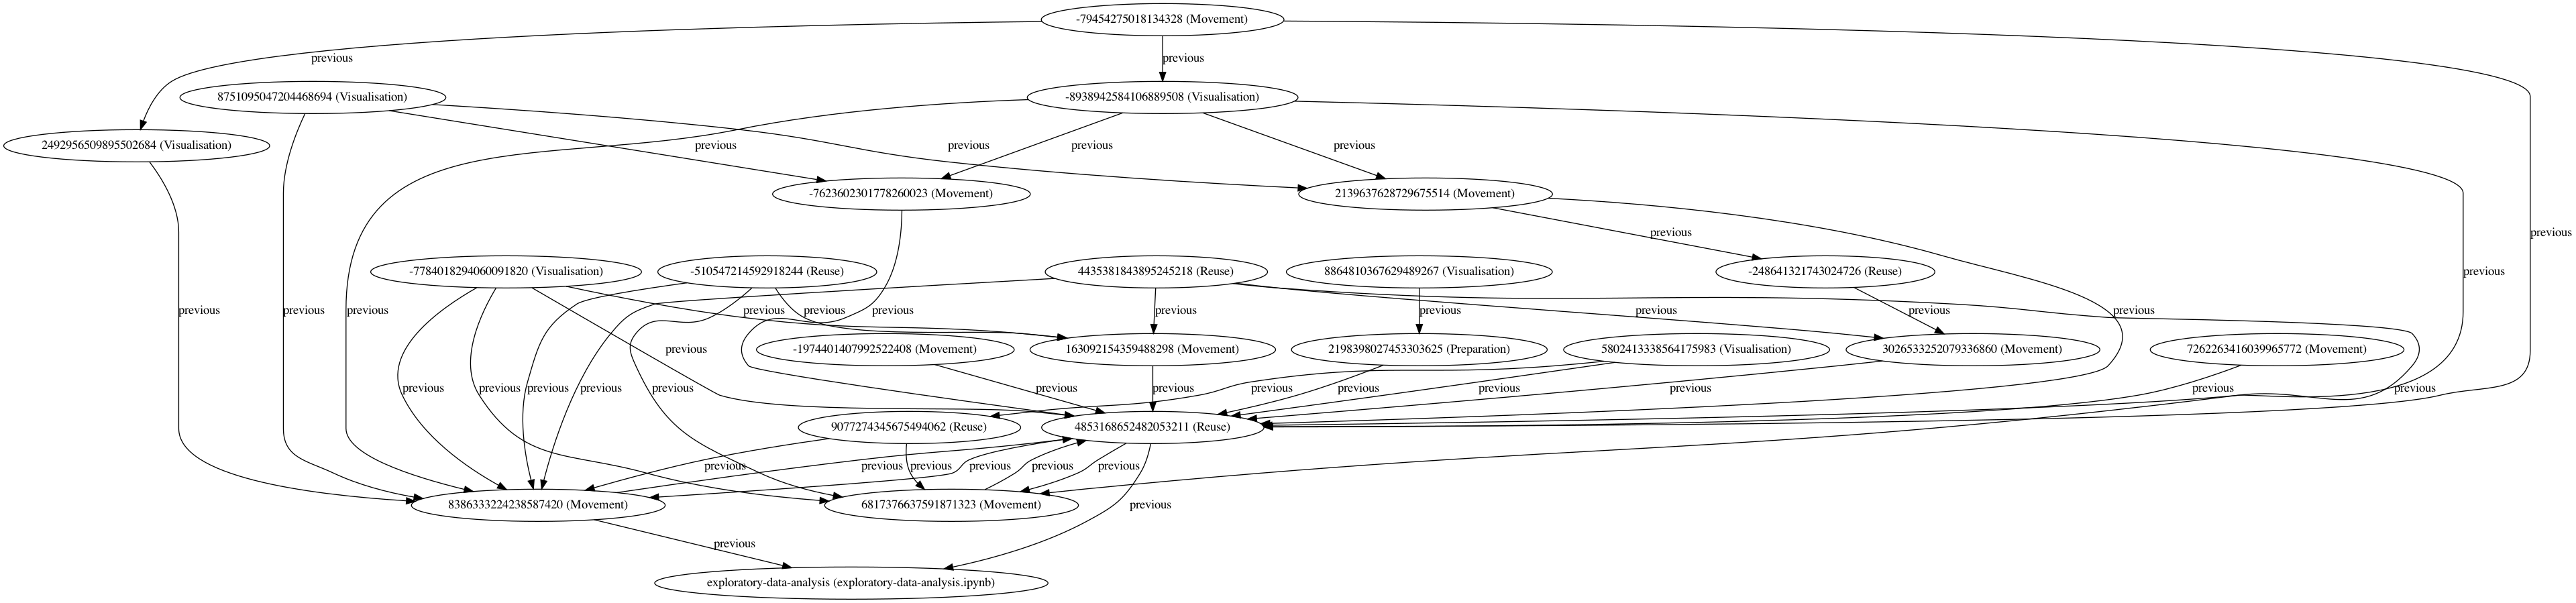 -79454275018134328 (Movement)
previous
previous
8751095047204468694 (Visualisation)
-8938942584106889508 (Visualisation)
2492956509895502684 (Visualisation)
previous
previous
previous
previous
-7623602301778260023 (Movement)
2139637628729675514 (Movement)
previous
previous
-7784018294060091820 (Visualisation)
-510547214592918244 (Reuse)
4435381843895245218 (Reuse)
8864810367629489267 (Visualisation)
-248641321743024726 (Reuse)
previous
previous
previous
previous
previous
previous
previous
previous
previous
previous
previous
previous
previous
-1974401407992522408 (Movement)
163092154359488298 (Movement)
2198398027453303625 (Preparation)
5802413338564175983 (Visualisation)
3026533252079336860 (Movement)
7262263416039965772 (Movement)
previous
previous
previous
previous
previous
previous
previous
previous
previous
previous
previous
previous
previous
9077274345675494062 (Reuse)
4853168652482053211 (Reuse)
previous
previous
previous
previous
previous
previous
8386333224238587420 (Movement)
6817376637591871323 (Movement)
previous
previous
exploratory-data-analysis (exploratory-data-analysis.ipynb)